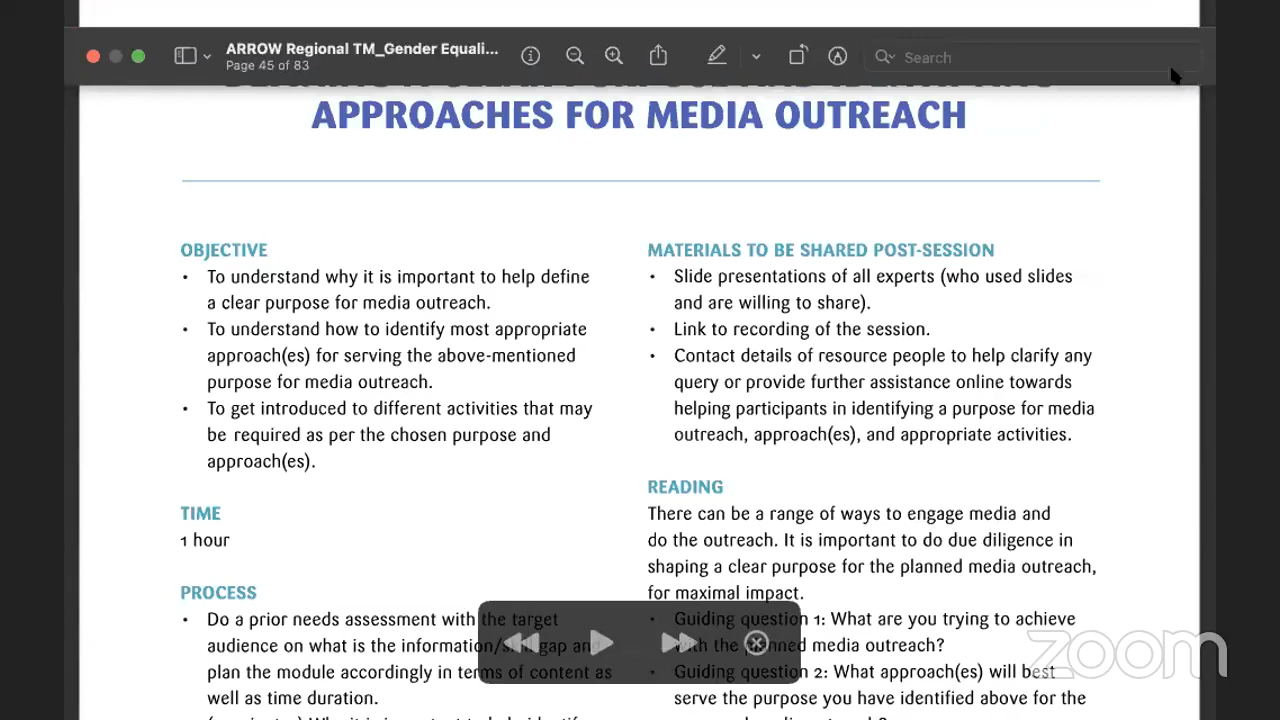 ARROW Regional TM_Gender Equali...
Page 45 of 83
Search
APPROACHES FOR MEDIA OUTREACH
OBJECTIVE
• To understand why it is important to help define
a clear purpose for media outreach.
• To understand how to identify most appropriate
approach(es) for serving the above-mentioned
purpose for media outreach.
• To get introduced to different activities that may
be required as per the chosen purpose and
approach(es).
TIME
1 hour
PROCESS
• Do a prior needs assessment with the target
audience on what is the information/skill gap and
plan the module accordingly in terms of content as
well as time duration.
MATERIALS TO BE SHARED POST-SESSION
• Slide presentations of all experts (who used slides
and are willing to share).
• Link to recording of the session.
• Contact details of resource people to help clarify any
query or provide further assistance online towards
helping participants in identifying a purpose for media
outreach, approach(es), and appropriate activities.
READING
There can be a range of ways to engage media and
do the outreach. It is important to do due diligence in
shaping a clear purpose for the planned media outreach,
for maximal impact.
• Guiding question 1: What are you trying to achieve
with the planned media outreach?
• Guiding question 2: What approach(es) will best
serve the purpose you have identified above for the
zoom